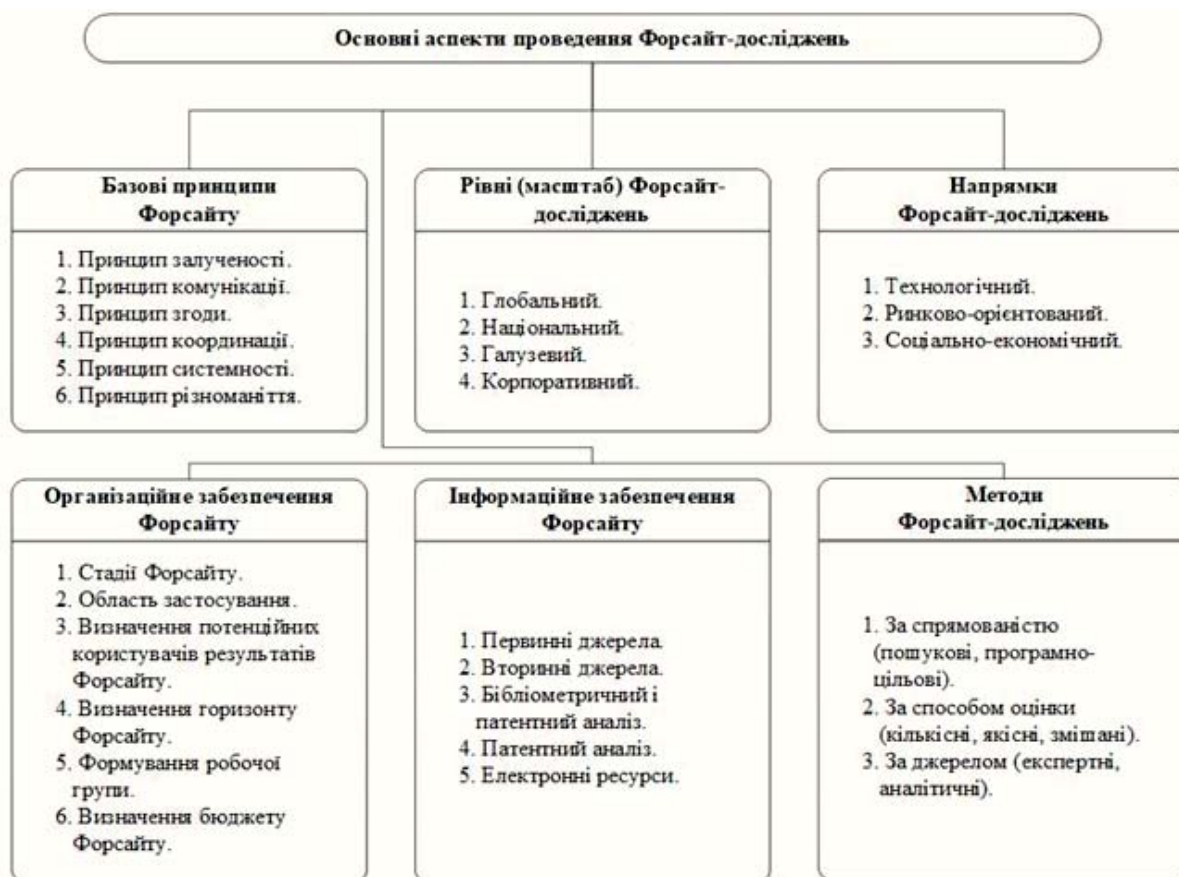 Основні аспекти проведення Форсайт-досліджень
Базові принципи
Форсайту
1. Принцип залученості.
2. Принцип комунікації.
3. Принцип згоди.
4. Принцип координації.
5. Принцип системності.
6. Принцип різноманіття.
Рівні (масштаб) Форсайт-
досліджень
1. Глобальний.
2. Національний.
3. Галузевий.
4. Корпоративний.
Напрямки
Форсайт-досліджень
1. Технологічний.
2. Ринково-орієнтований.
3. Соціально-економічний.
Організаційне забезпечення
Форсайту
1. Стадії Форсайту.
2. Область застосування.
3. Визначення потенційних
користувачів результатів
Форсайту.
4. Визначення горизонту
Форсайту.
5. Формування робочої
групи.
6. Визначення бюджету
Форсайту.
Інформаційне забезпечення
Форсайту
1. Первинні джерела.
2. Вторинні джерела.
3. Бібліометричний і
патентний аналіз.
4. Патентний аналіз.
5. Електронні ресурси.
Методи
Форсайт-досліджень
1. За спрямованістю
(пошукові, програмно-
цільові).
2. За способом оцінки
(кількісні, якісні, змішані).
3. За джерелом (експертні,
аналітичні).